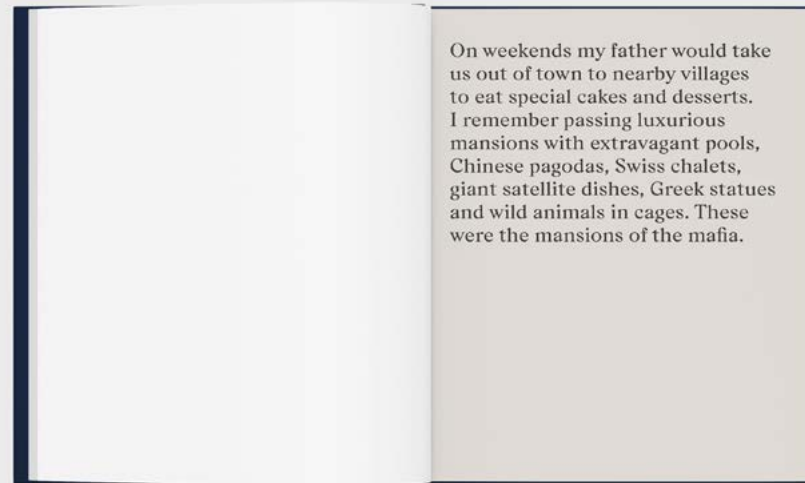 On weekends my father would take
us out of town to nearby villages
to eat special cakes and desserts.
I remember passing luxurious
mansions with extravagant pools,
Chinese pagodas, Swiss chalets,
giant satellite dishes, Greek statues
and wild animals in cages. These
were the mansions of the mafia.